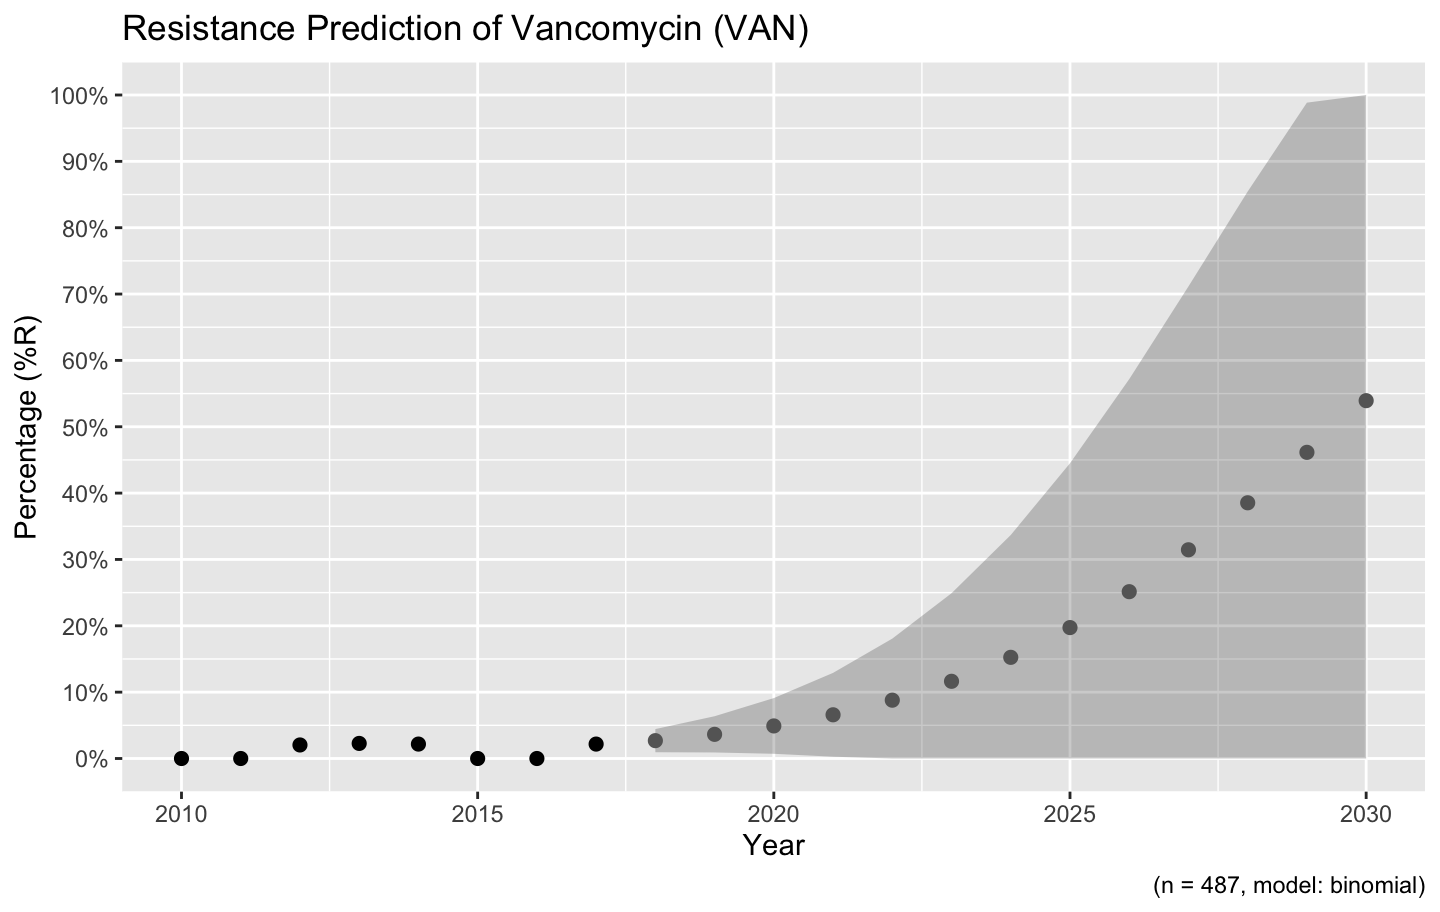 Resistance Prediction of Vancomycin (VAN)
Percentage (%R)
100%
90%
80%
70%
60%
50%
40%
30%
20%
10%
0%
2010 2015 2020 2025 2030
Year
(n = 487, model: binomial)